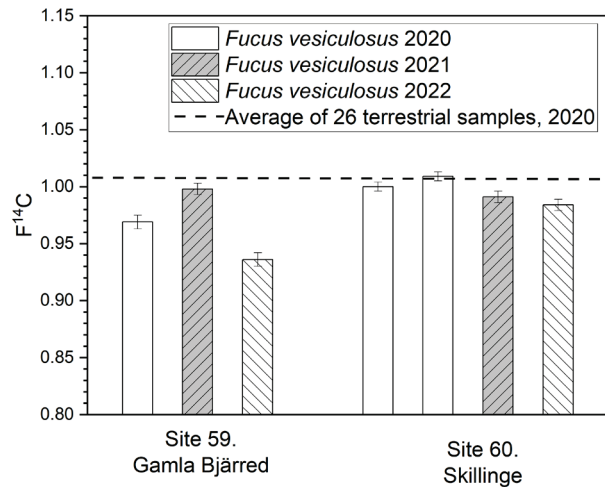 1.15
1.10
1.05
1.00
0.95
0.90
0.85
0.80
F¹⁴C
Fucus vesiculosus 2020
Fucus vesiculosus 2021
Fucus vesiculosus 2022
Average of 26 terrestrial samples, 2020
Site 59.
Gamla Bjärred
Site 60.
Skillinge